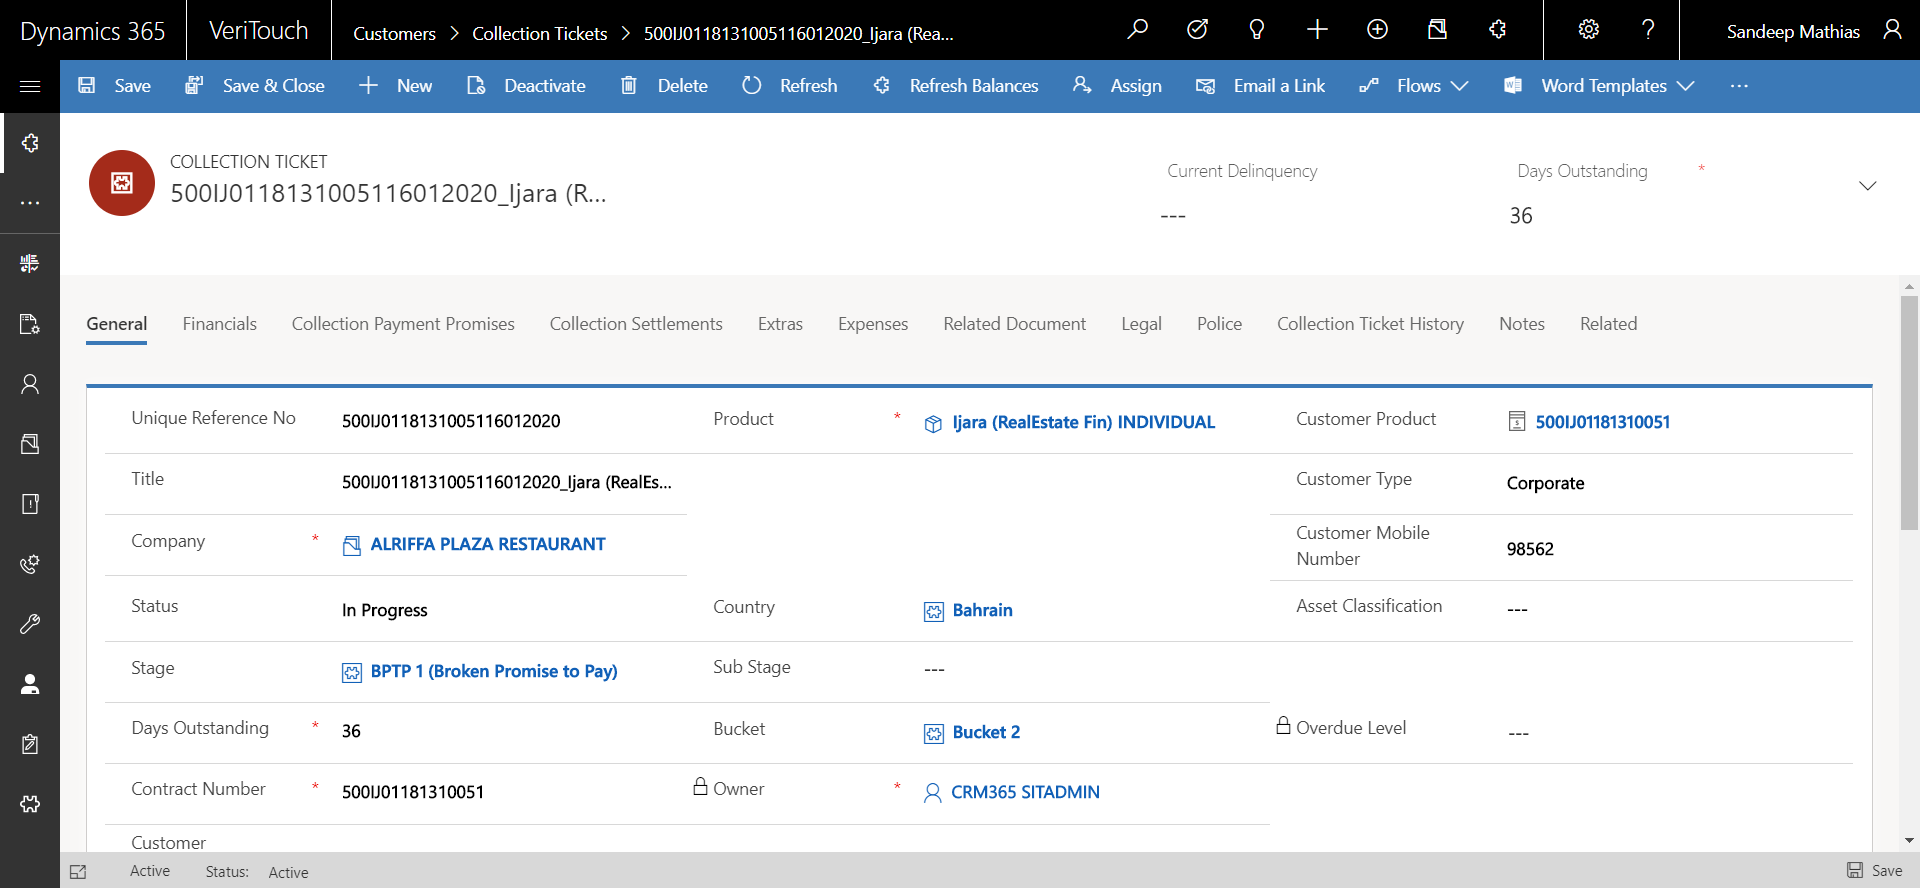 Dynamics 365
VeriTouch
Customers > Collection Tickets > 500IJ0118131005116012020_Ijara (Rea...
Sandeep Mathias
Save
Save & Close
New
Deactivate
Delete
Refresh
Refresh Balances
Assign
Email a Link
Flows
Word Templates
COLLECTION TICKET
500IJ0118131005116012020_Ijara (R...
Current Delinquency
---
Days Outstanding *
36
General
Financials
Collection Payment Promises
Collection Settlements
Extras
Expenses
Related Document
Legal
Police
Collection Ticket History
Notes
Related
Unique Reference No 500IJ0118131005116012020
Product * Ijara (RealEstate Fin) INDIVIDUAL
Customer Product 500IJ01181310051
Title 500IJ0118131005116012020_Ijara (RealEs...
Customer Type Corporate
Company * ALRIFFA PLAZA RESTAURANT
Customer Mobile
Number
98562
Status In Progress
Country Bahrain
Asset Classification ---
Stage BPTP 1 (Broken Promise to Pay)
Sub Stage ---
Days Outstanding * 36
Bucket Bucket 2
Overdue Level ---
Contract Number * 500IJ01181310051
Owner * CRM365 SITADMIN
Customer
Active
Status: Active
Save